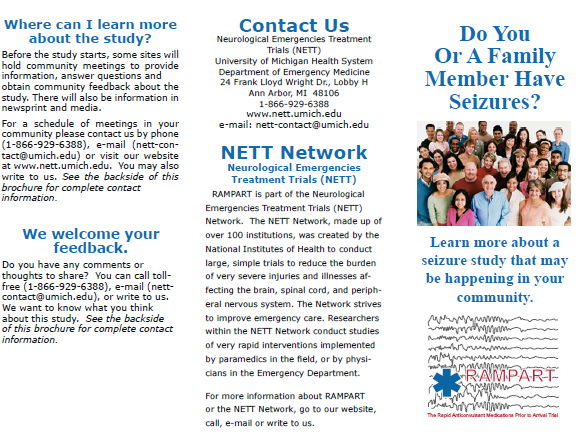 Where can I learn more
about the study?
Before the study starts, some sites will
hold community meetings to provide
information, answer questions and
obtain community feedback about the
study. There will also be information in
newsprint and media.
For a schedule of meetings in your
community please contact us by phone
(1-866-929-6388), e-mail (nett-con-
tact@umich.edu) or visit our website
at www.nett.umich.edu. You may also
write to us. See the backside of this
brochure for complete contact
information.
We welcome your
feedback.
Do you have any comments or
thoughts to share? You can call toll-
free (1-866-929-6388), e-mail (nett-
contact@umich.edu), or write to us.
We want to know what you think
about this study. See the backside
of this brochure for complete contact
information.
Contact Us
Neurological Emergencies Treatment
Trials (NETT)
University of Michigan Health System
Department of Emergency Medicine
24 Frank Lloyd Wright Dr., Lobby H
Ann Arbor, MI 48106
1-866-929-6388
www.nett.umich.edu
e-mail: nett-contact@umich.edu
NETT Network
Neurological Emergencies
Treatment Trials (NETT)
RAMPART is part of the Neurological
Emergencies Treatment Trials (NETT)
Network. The NETT Network, made up of
over 100 institutions, was created by the
National Institutes of Health to conduct
large, simple trials to reduce the burden
of very severe injuries and illnesses af-
fecting the brain, spinal cord, and periph-
eral nervous system. The Network strives
to improve emergency care. Researchers
within the NETT Network conduct studies
of very rapid interventions implemented
by paramedics in the field, or by physi-
cians in the Emergency Department.
For more information about RAMPART
or the NETT Network, go to our website,
call, e-mail or write to us.
Do You
Or A Family
Member Have
Seizures?
Learn more about a
seizure study that may
be happening in your
community.
RAMPART
The Rapid Anticonvulsant Medications Prior to Arrival Trial